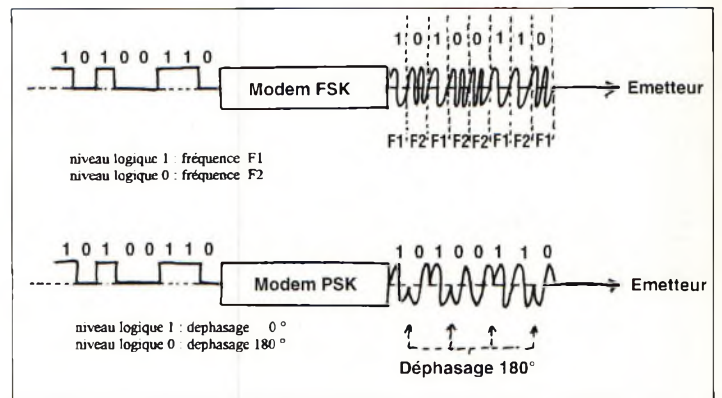 1 0 1 0 0 1 1 0
1 0 1 0 0 1 1 0
Modem FSK
Emetteur
F1 F2 F1 F2 F2 F1 F2 F1
niveau logique 1 : fréquence F1
niveau logique 0 : fréquence F2
1 0 1 0 0 1 1 0
1 0 1 0 0 1 1 0
Modem PSK
Emetteur
niveau logique 1 : dephasage 0 °
niveau logique 0 : dephasage 180 °
Déphasage 180°